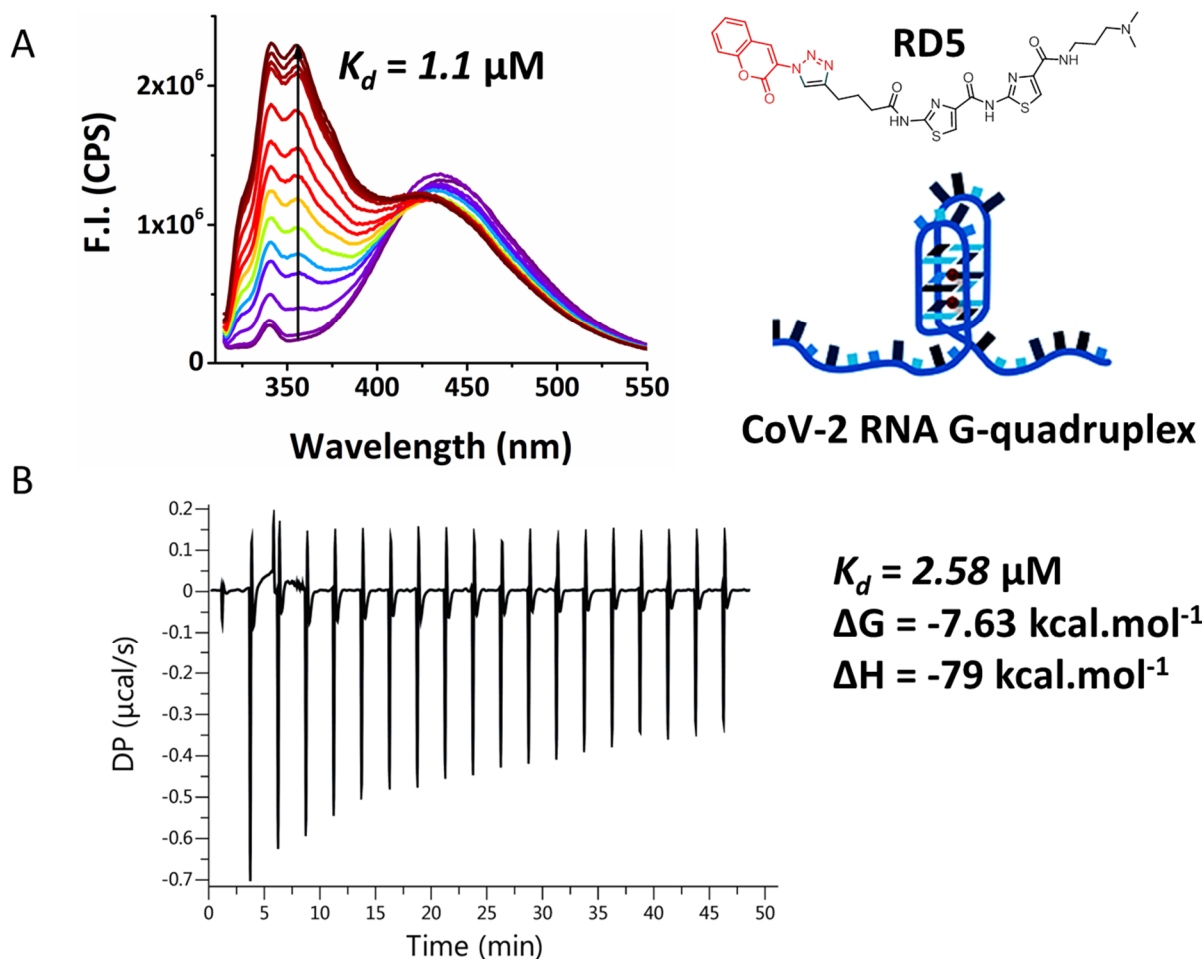 A
F.I. (CPS)
2x10⁶
1x10⁶
0
350
400
450
500
550
Wavelength (nm)
K_d = 1.1 µM
RD5
O
O
N
N
N
O
NH
N
S
O
N
H
N
S
O
NH
N
CoV-2 RNA G-quadruplex
B
DP (µcal/s)
0.2
0.1
0
-0.1
-0.2
-0.3
-0.4
-0.5
-0.6
-0.7
0
5
10
15
20
25
30
35
40
45
50
Time (min)
K_d = 2.58 µM
ΔG = -7.63 kcal.mol⁻¹
ΔH = -79 kcal.mol⁻¹